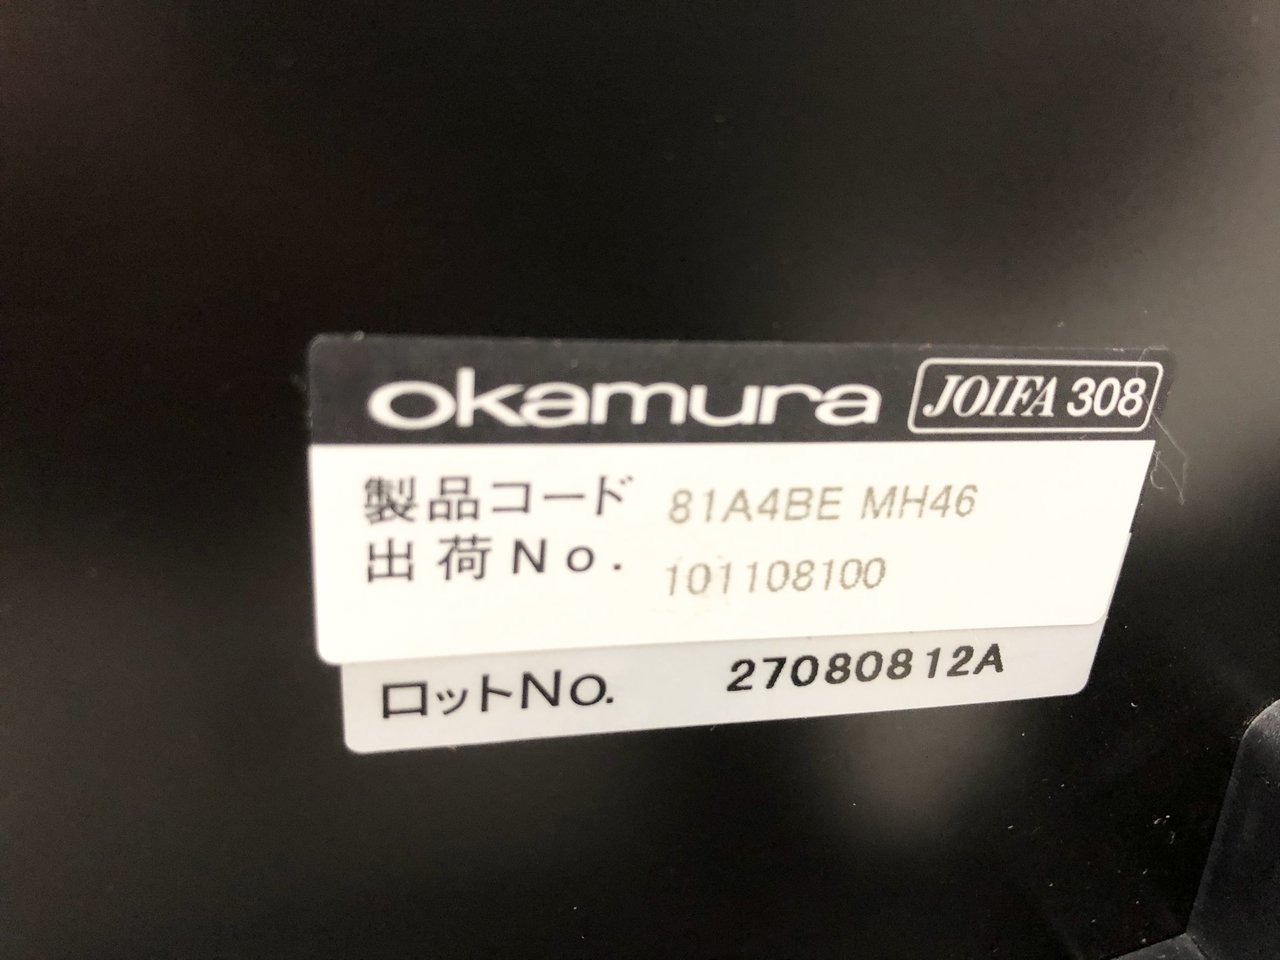 okamura JOIFA 308
製品コード 81A4BE MH46
出荷No. 101108100
ロットNo. 27080812A